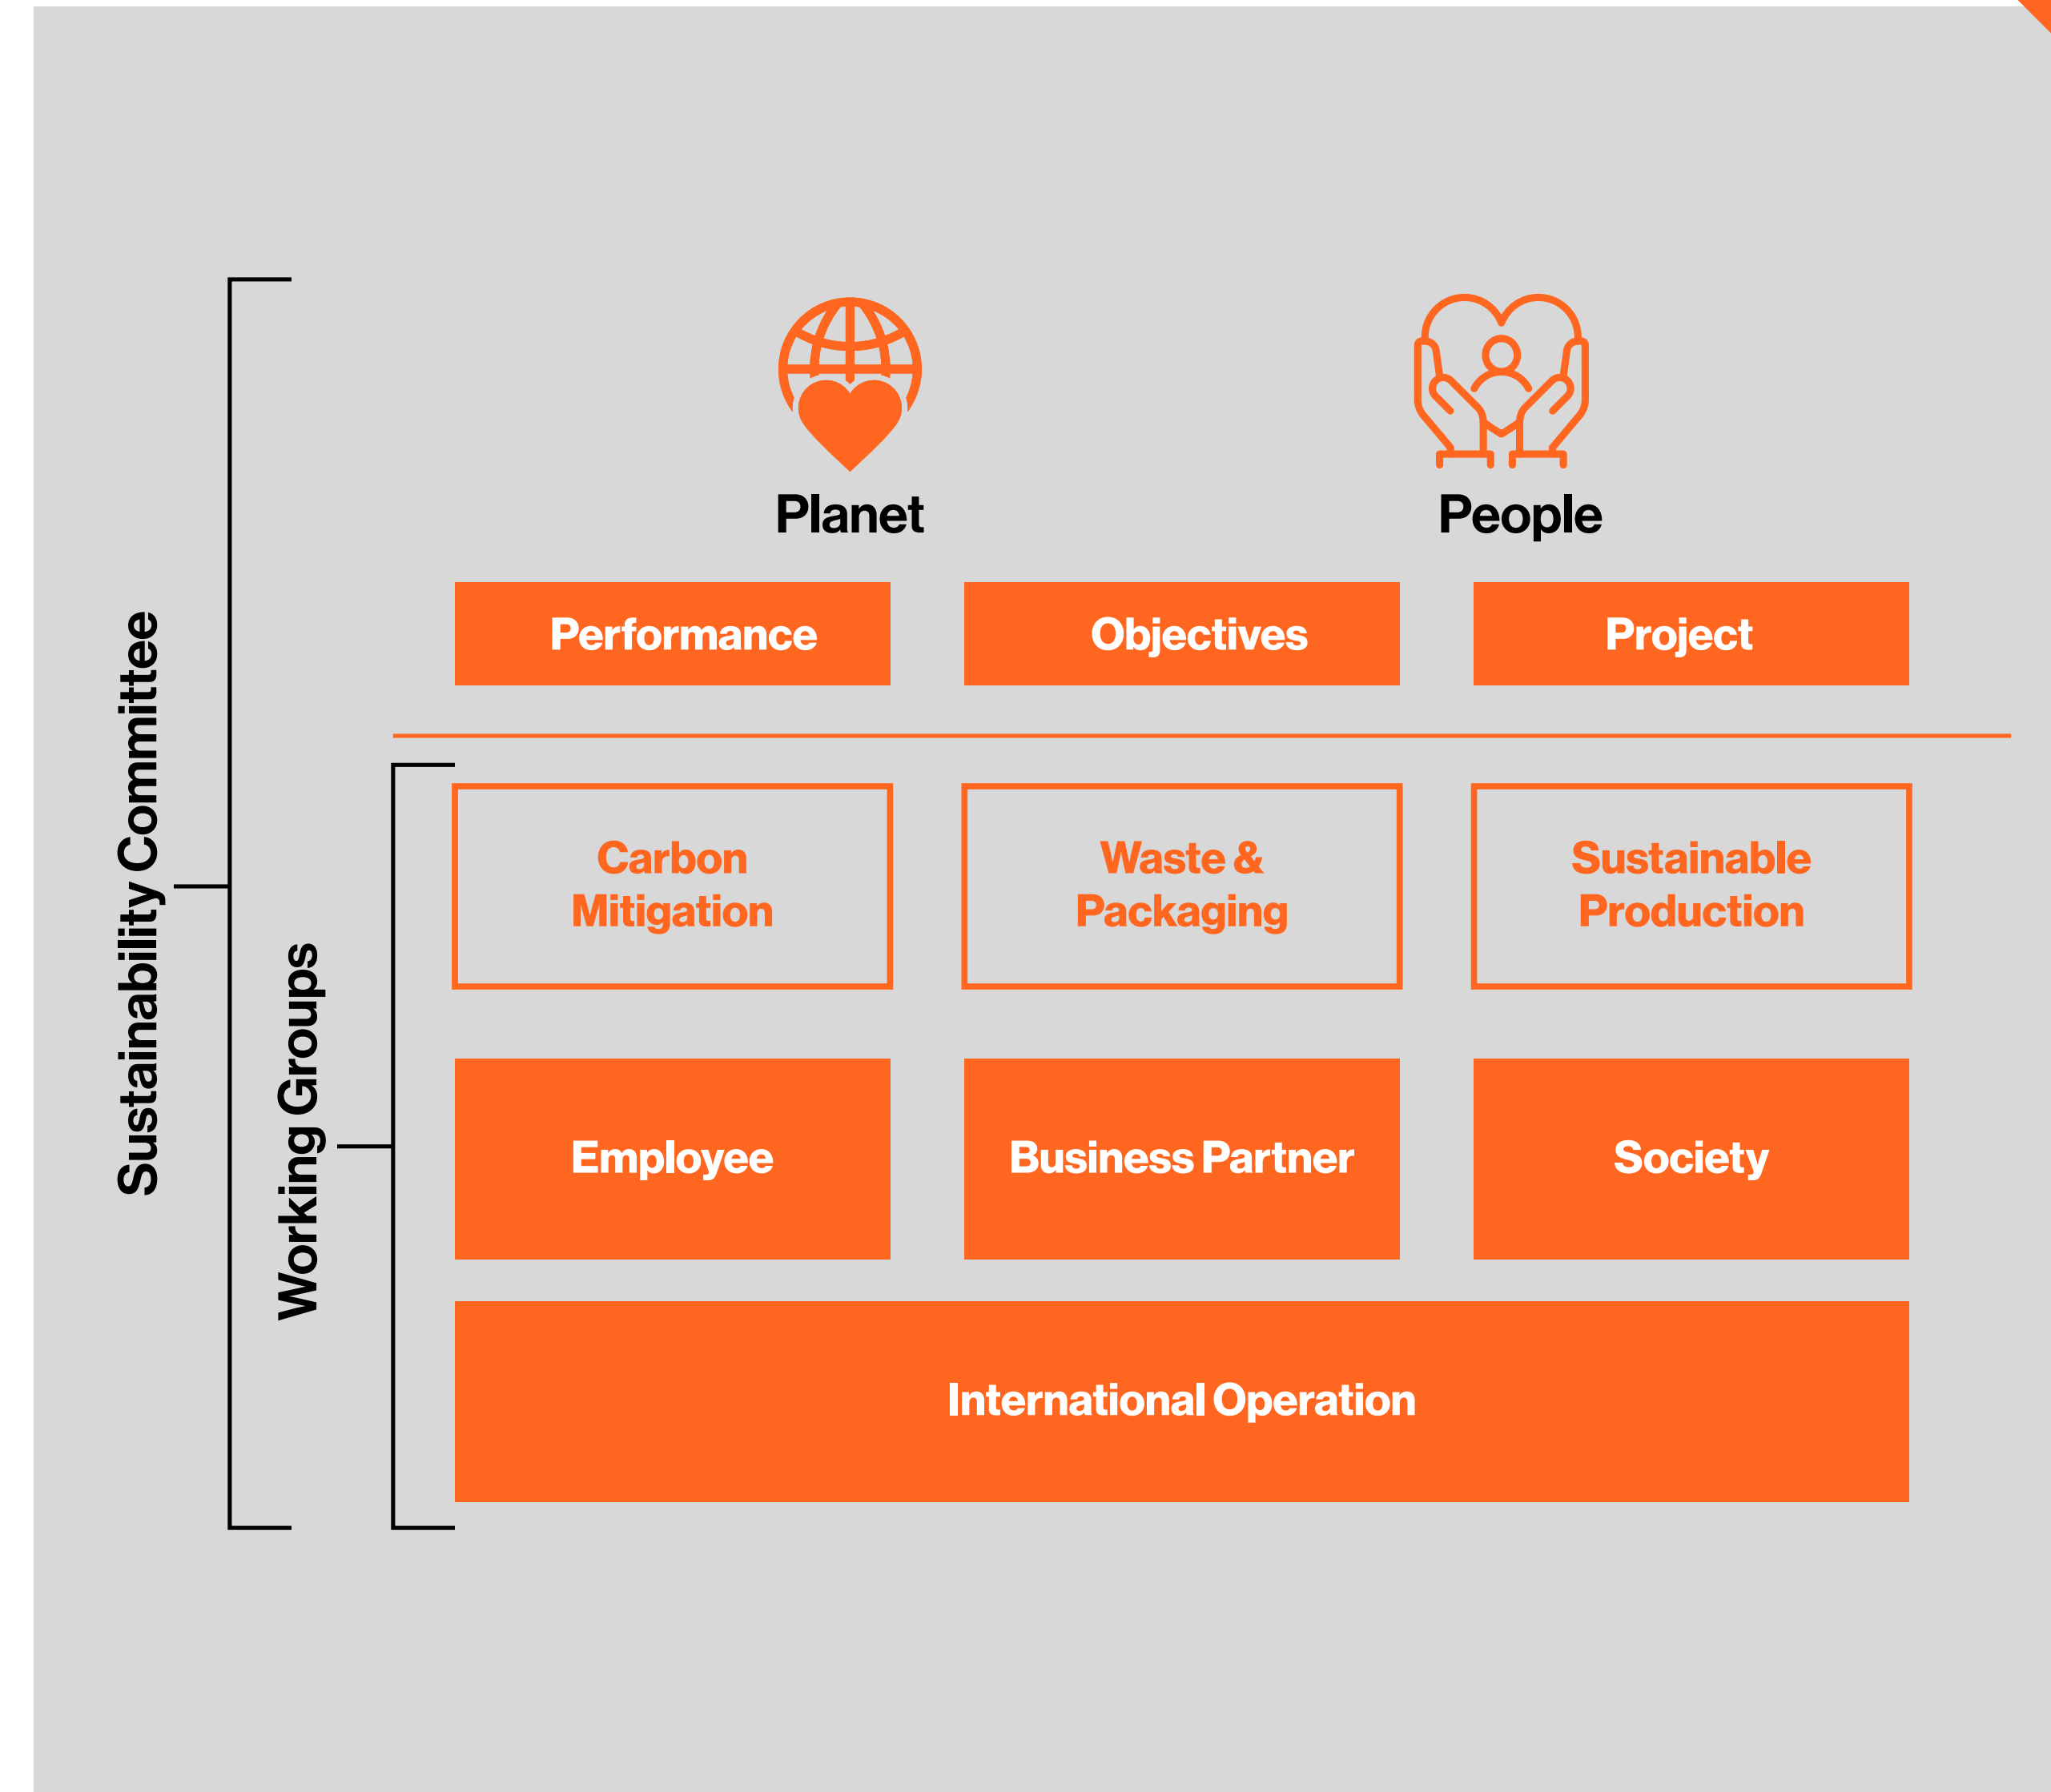 Sustainability Committee
Working Groups
Planet
People
Performance
Objectives
Project
Carbon
Mitigation
Waste &
Packaging
Sustainable
Production
Employee
Business Partner
Society
International Operation